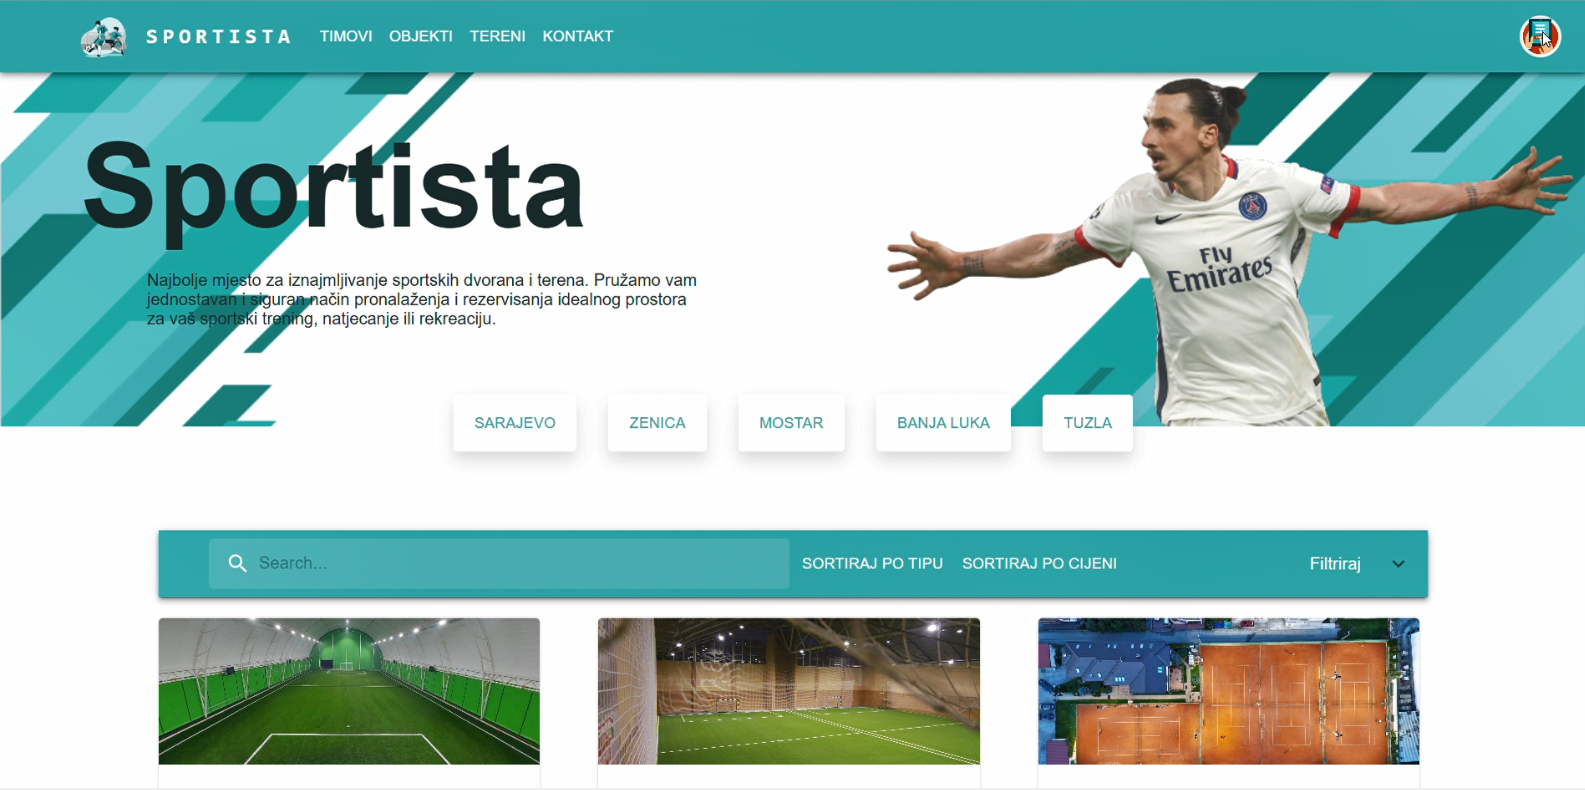 SPORTISTA
TIMOVI OBJEKTI TERENI KONTAKT
Sportista
Najbolje mjesto za iznajmljivanje sportskih dvorana i terena. Pružamo vam
jednostavan i siguran način pronalaženja i rezervisanja idealnog prostora
za vaš sportski trening, natjecanje ili rekreaciju.
Fly
Emirates
SARAJEVO ZENICA MOSTAR BANJA LUKA TUZLA
Search...
SORTIRAJ PO TIPU SORTIRAJ PO CIJENI Filtriraj